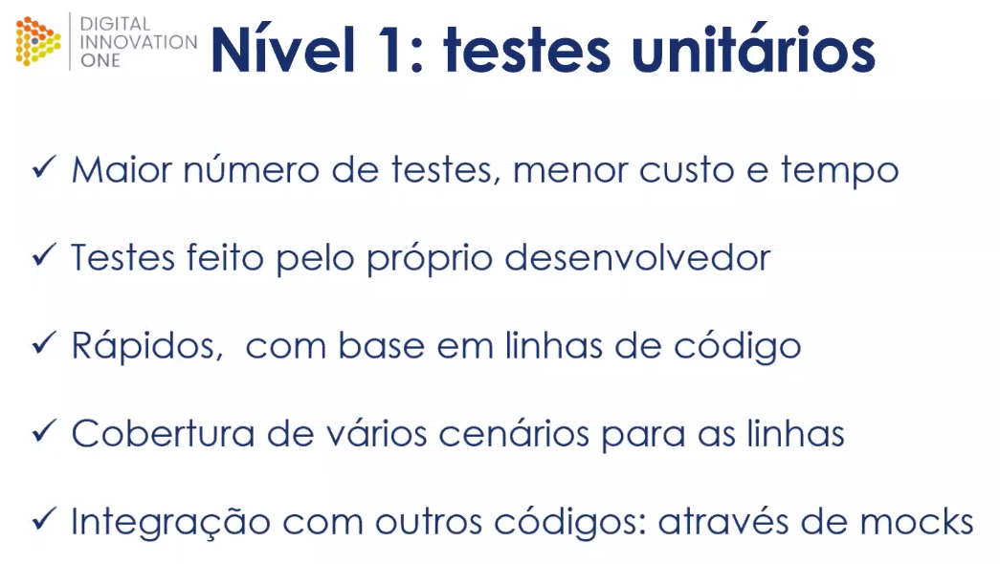 DIGITAL
INNOVATION
ONE
Nível 1: testes unitários
✓ Maior número de testes, menor custo e tempo
✓ Testes feito pelo próprio desenvolvedor
✓ Rápidos,  com base em linhas de código
✓ Cobertura de vários cenários para as linhas
✓ Integração com outros códigos: através de mocks